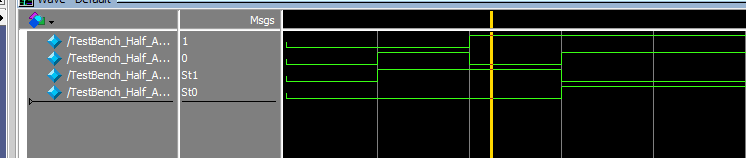 Wave - Default
Msgs
/TestBench_Half_A... 1
/TestBench_Half_A... 0
/TestBench_Half_A... St1
/TestBench_Half_A... St0